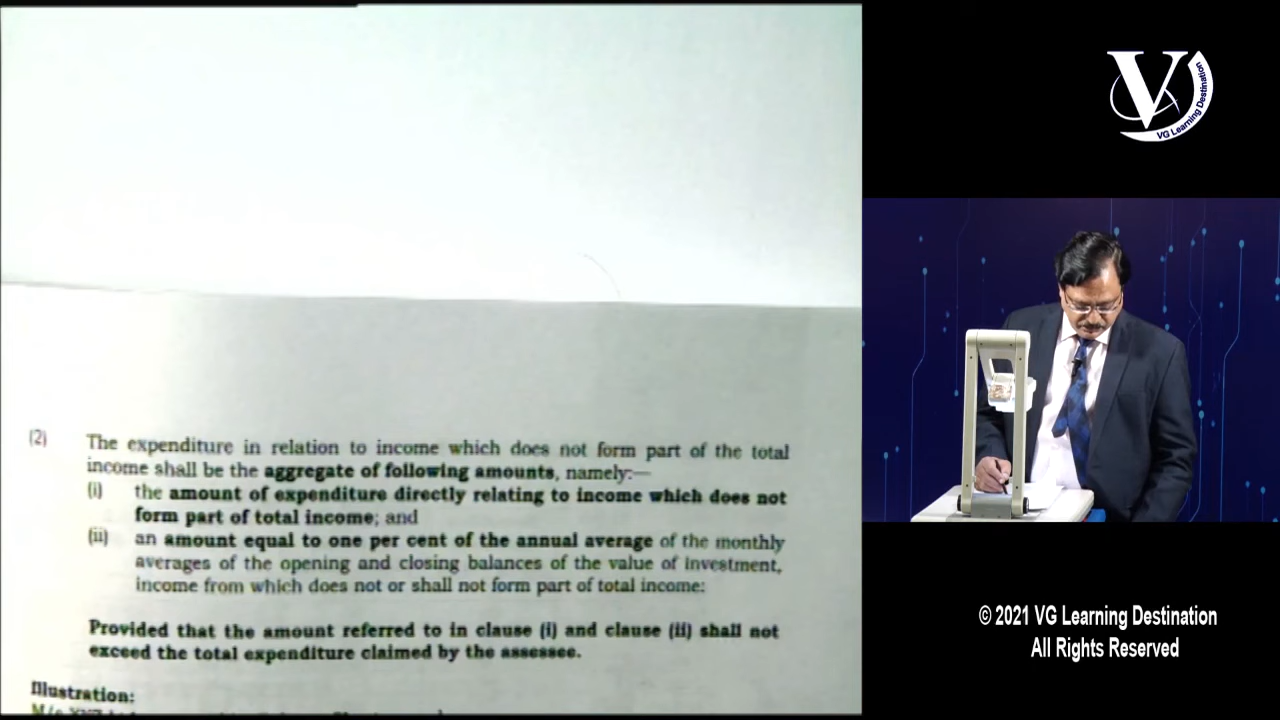 (2) The expenditure in relation to income which does not form part of the total
income shall be the aggregate of following amounts, namely:—
(i) the amount of expenditure directly relating to income which does not
form part of total income; and
(ii) an amount equal to one per cent of the annual average of the monthly
averages of the opening and closing balances of the value of investment,
income from which does not or shall not form part of total income:
Provided that the amount referred to in clause (i) and clause (ii) shall not
exceed the total expenditure claimed by the assessee.
Illustration:
V
VG Learning Destination
© 2021 VG Learning Destination
All Rights Reserved